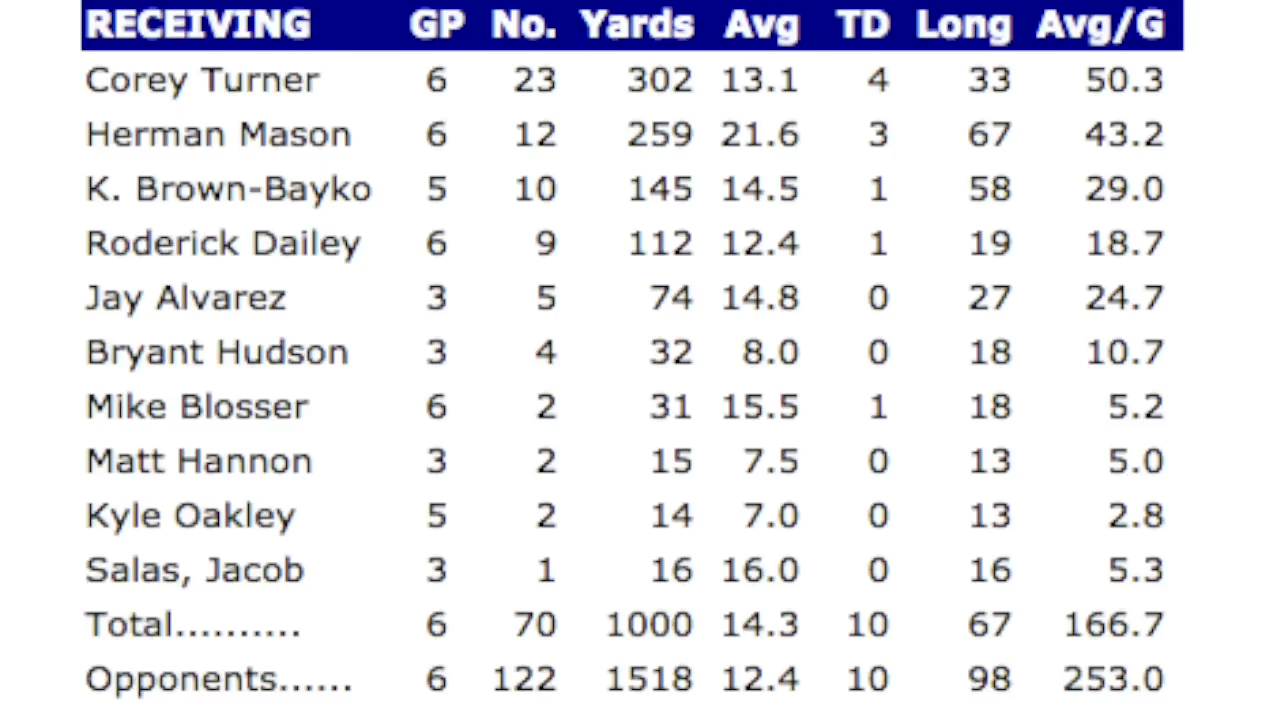 RECEIVING GP No. Yards Avg TD Long Avg/G
Corey Turner 6 23 302 13.1 4 33 50.3
Herman Mason 6 12 259 21.6 3 67 43.2
K. Brown-Bayko 5 10 145 14.5 1 58 29.0
Roderick Dailey 6 9 112 12.4 1 19 18.7
Jay Alvarez 3 5 74 14.8 0 27 24.7
Bryant Hudson 3 4 32 8.0 0 18 10.7
Mike Blosser 6 2 31 15.5 1 18 5.2
Matt Hannon 3 2 15 7.5 0 13 5.0
Kyle Oakley 5 2 14 7.0 0 13 2.8
Salas, Jacob 3 1 16 16.0 0 16 5.3
Total.......... 6 70 1000 14.3 10 67 166.7
Opponents...... 6 122 1518 12.4 10 98 253.0